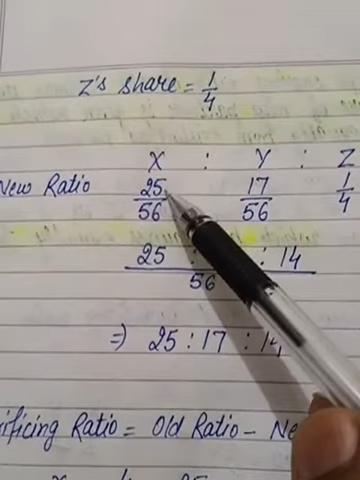 Z's share = 1/4
X : Y : Z
New Ratio 25/56 17/56 1/4
25 : : 14
56
=> 25 : 17 : 14
ificing Ratio = Old Ratio - Ne